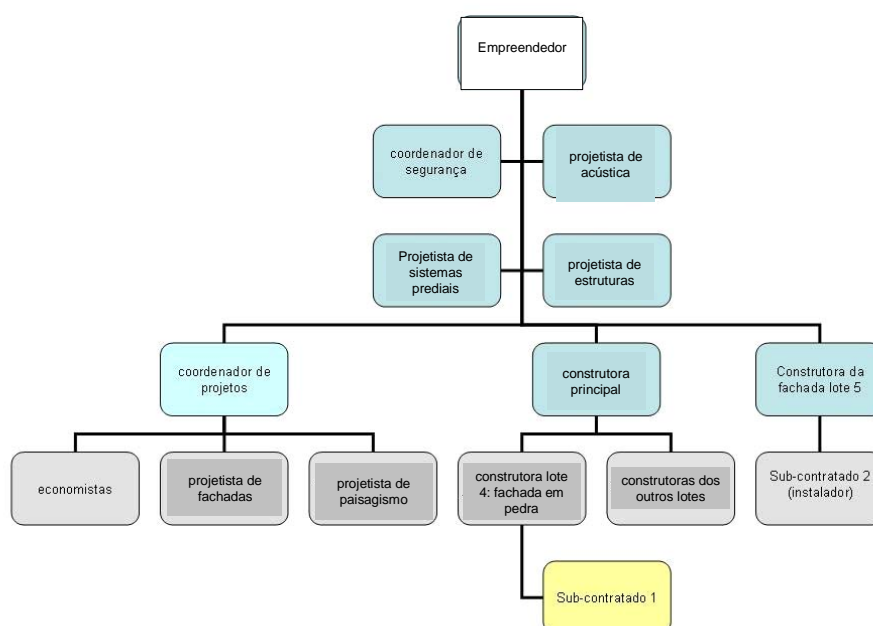 Empreendedor
coordenador de
segurança
projetista de
acústica
Projetista de
sistemas
prediais
projetista de
estruturas
coordenador de
projetos
construtora
principal
Construtora da
fachada lote 5
economistas
projetista de
fachadas
projetista de
paisagismo
construtora lote
4: fachada em
pedra
construtoras dos
outros lotes
Sub-contratado 2
(instalador)
Sub-contratado 1